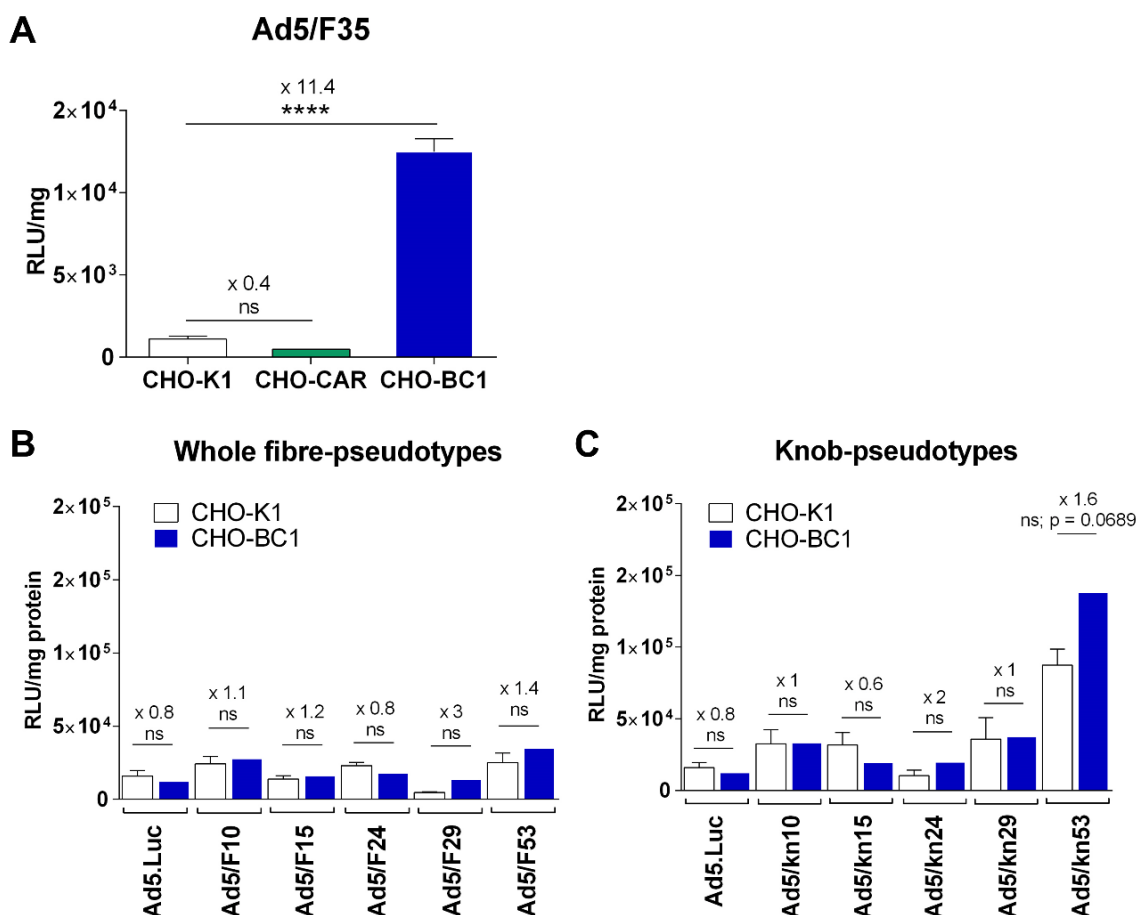 A
Ad5/F35
x 11.4
****
2×10⁴
1×10⁴
5×10³
0
RLU/mg
x 0.4
ns
CHO-K1 CHO-CAR CHO-BC1
B
Whole fibre-pseudotypes
2×10⁵
2×10⁵
1×10⁵
5×10⁴
0
RLU/mg protein
CHO-K1
CHO-BC1
x 0.8
ns
x 1.1
ns
x 1.2
ns
x 0.8
ns
x 3
ns
x 1.4
ns
Ad5.Luc
Ad5/F10
Ad5/F15
Ad5/F24
Ad5/F29
Ad5/F53
C
Knob-pseudotypes
2×10⁵
2×10⁵
1×10⁵
5×10⁴
0
RLU/mg protein
CHO-K1
CHO-BC1
x 0.8
ns
x 1
ns
x 0.6
ns
x 2
ns
x 1
ns
x 1.6
ns; p = 0.0689
Ad5.Luc
Ad5/kn10
Ad5/kn15
Ad5/kn24
Ad5/kn29
Ad5/kn53